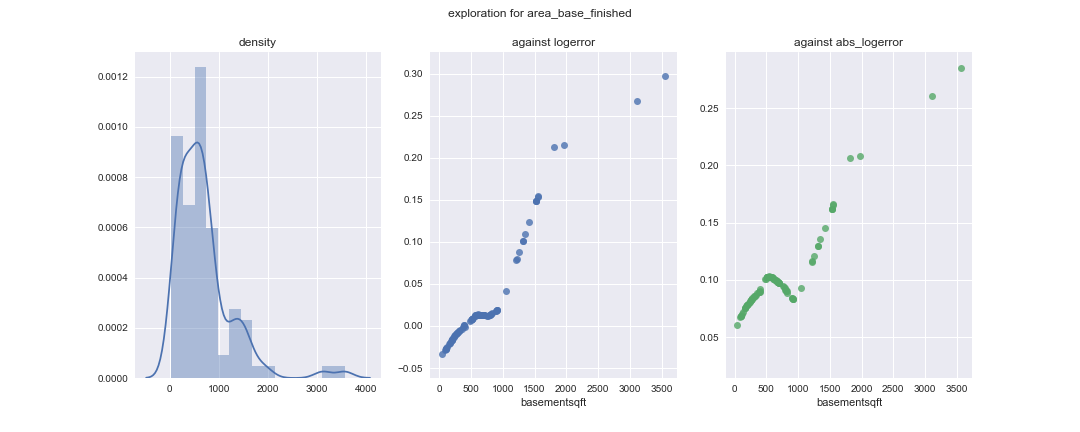 exploration for area_base_finished
density
0.0012
0.0010
0.0008
0.0006
0.0004
0.0002
0.0000
0 1000 2000 3000 4000
against logerror
0.30
0.25
0.20
0.15
0.10
0.05
0.00
−0.05
0 500 1000 1500 2000 2500 3000 3500
basementsqft
against abs_logerror
0.25
0.20
0.15
0.10
0.05
0 500 1000 1500 2000 2500 3000 3500
basementsqft